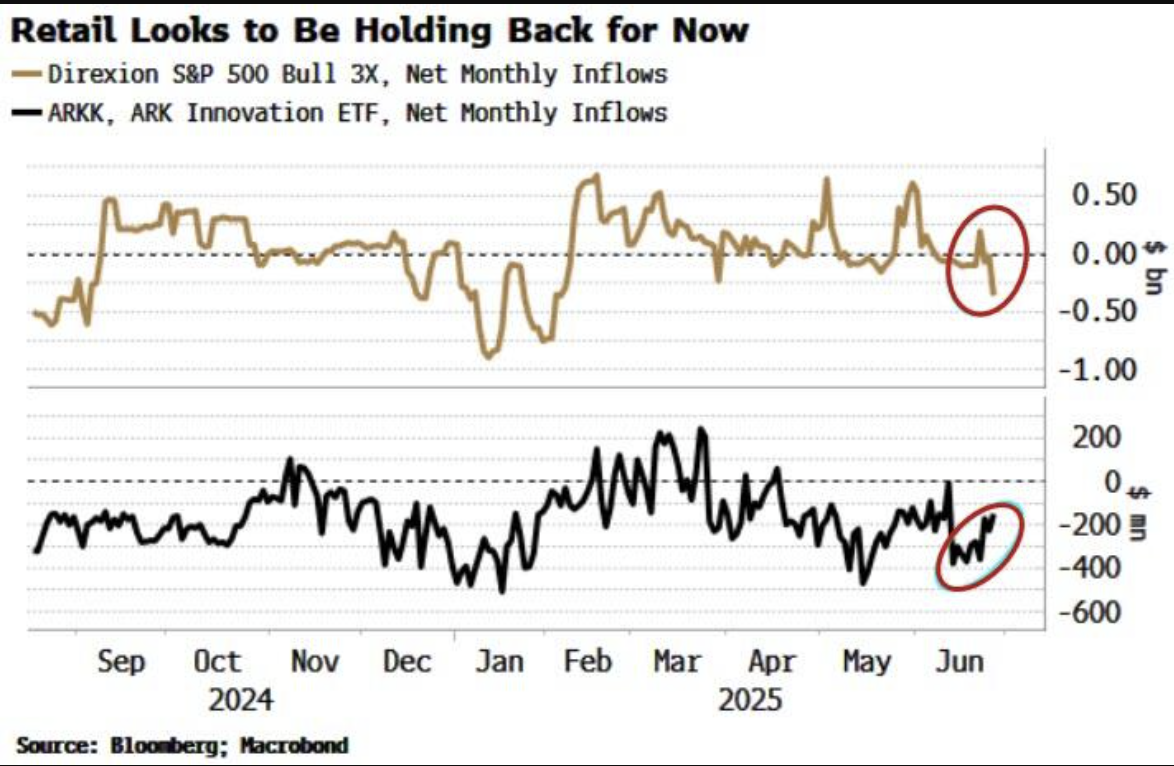 Retail Looks to Be Holding Back for Now
Direxion S&P 500 Bull 3X, Net Monthly Inflows
ARKK, ARK Innovation ETF, Net Monthly Inflows
0.50
0.00
-0.50
-1.00
$ bn
200
0
-200
-400
-600
$ mn
Sep Oct Nov Dec Jan Feb Mar Apr May Jun
2024 2025
Source: Bloomberg; Macrobond